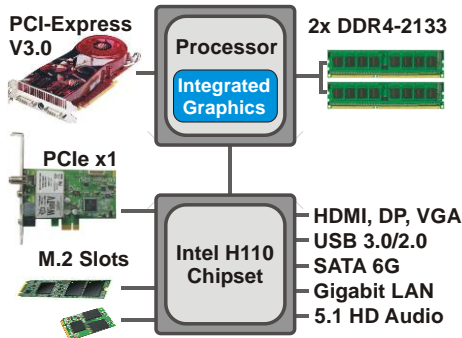 PCI-Express
V3.0
Processor
Integrated
Graphics
2x DDR4-2133
PCIe x1
M.2 Slots
Intel H110
Chipset
HDMI, DP, VGA
USB 3.0/2.0
SATA 6G
Gigabit LAN
5.1 HD Audio